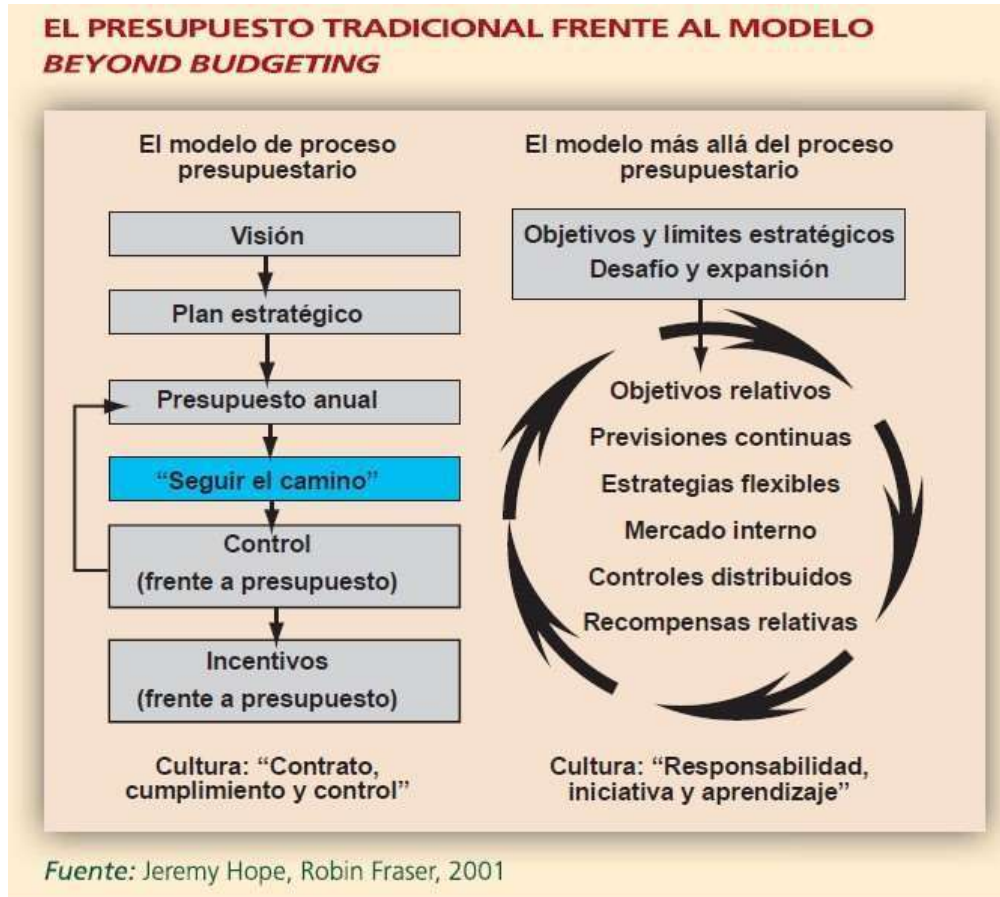 EL PRESUPUESTO TRADICIONAL FRENTE AL MODELO
BEYOND BUDGETING
El modelo de proceso
presupuestario
Visión
Plan estratégico
Presupuesto anual
“Seguir el camino”
Control
(frente a presupuesto)
Incentivos
(frente a presupuesto)
Cultura: “Contrato,
cumplimiento y control”
El modelo más allá del proceso
presupuestario
Objetivos y límites estratégicos
Desafío y expansión
Objetivos relativos
Previsiones continuas
Estrategias flexibles
Mercado interno
Controles distribuidos
Recompensas relativas
Cultura: “Responsabilidad,
iniciativa y aprendizaje”
Fuente: Jeremy Hope, Robin Fraser, 2001